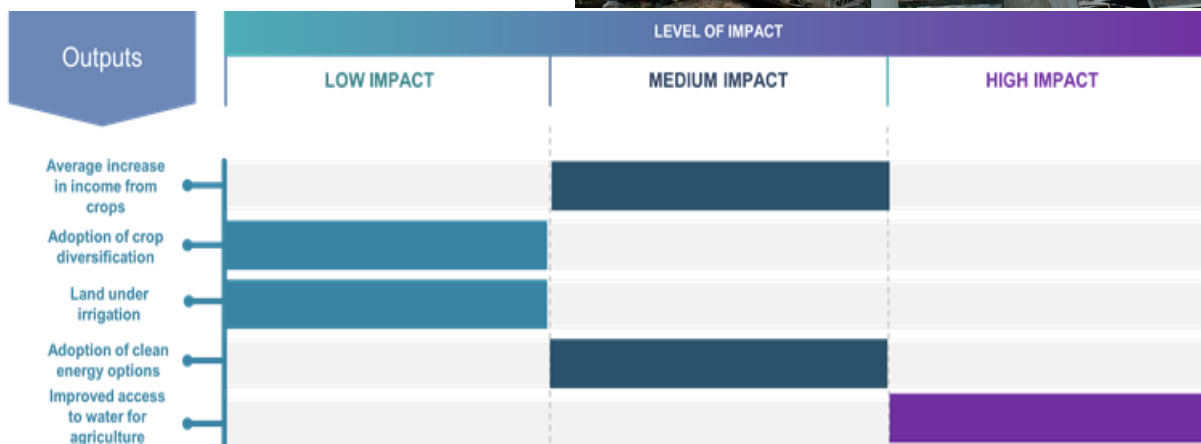 Outputs
LEVEL OF IMPACT
LOW IMPACT
MEDIUM IMPACT
HIGH IMPACT
Average increase
in income from
crops
Adoption of crop
diversification
Land under
irrigation
Adoption of clean
energy options
Improved access
to water for
agriculture